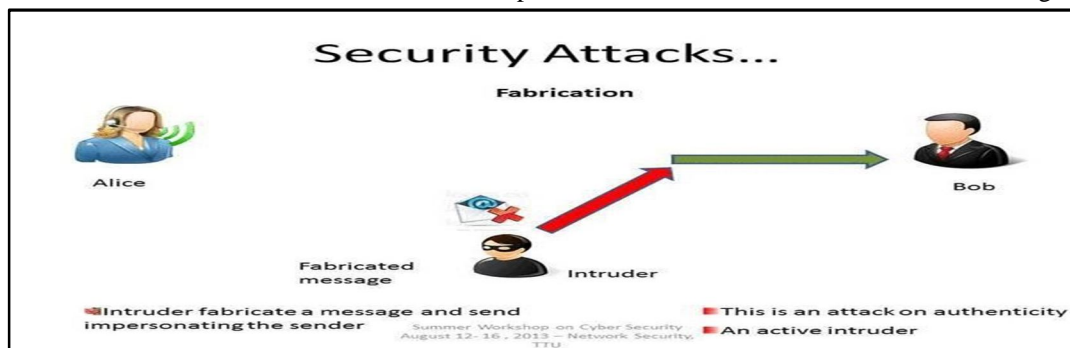 Security Attacks...
Fabrication
Alice
Bob
Fabricated
message
Intruder
Intruder fabricate a message and send
impersonating the sender
This is an attack on authenticity
An active intruder
Summer Workshop on Cyber Security
August 12- 16 , 2013 – Network Security,
TTU